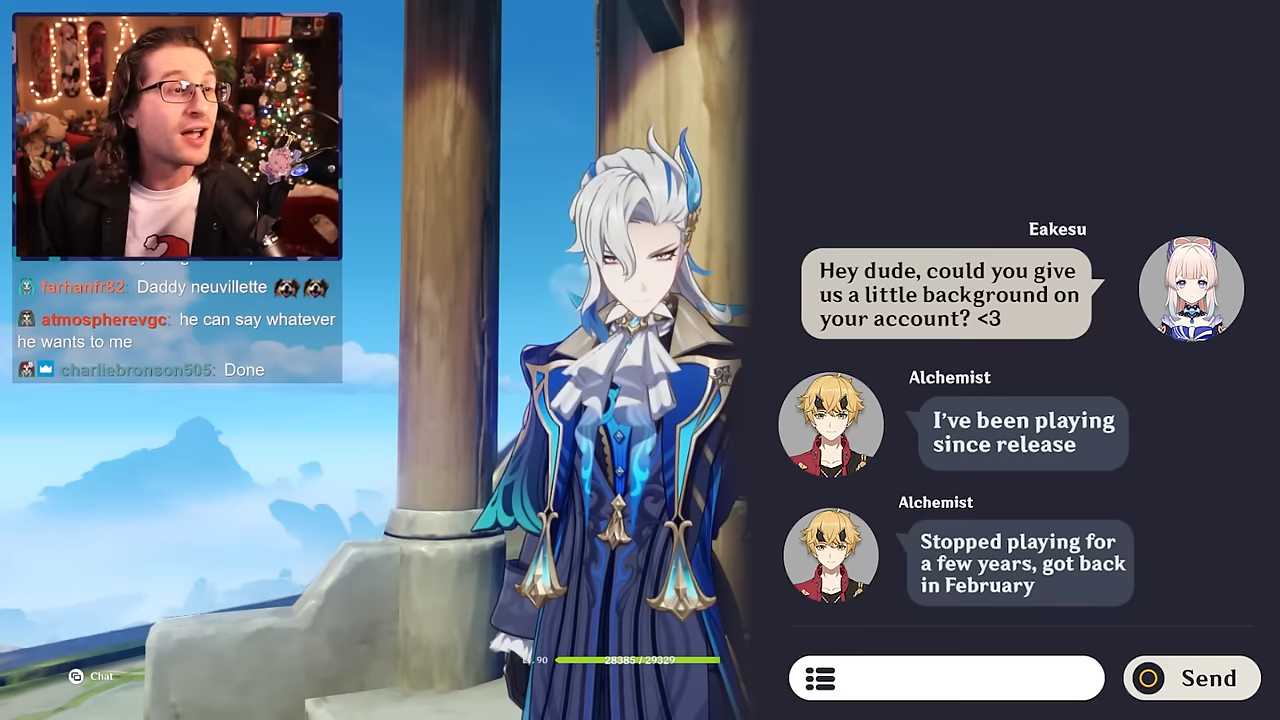 farhanfr82: Daddy neuvillette
atmospherevgc: he can say whatever
he wants to me
charliebronson505: Done
Chat
Lv. 90
28385 / 29329
Eakesu
Hey dude, could you give
us a little background on
your account? <3
Alchemist
I've been playing
since release
Alchemist
Stopped playing for
a few years, got back
in February
Send